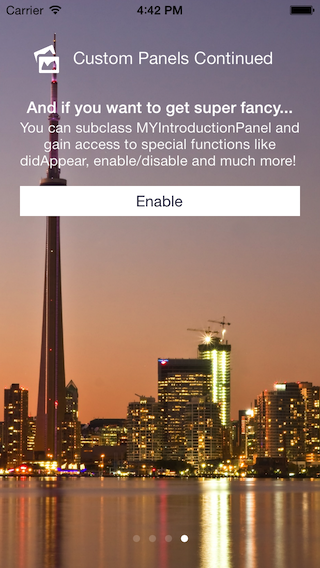 Carrier 4:42 PM
Custom Panels Continued
And if you want to get super fancy...
You can subclass MYIntroductionPanel and
gain access to special functions like
didAppear, enable/disable and much more!
Enable